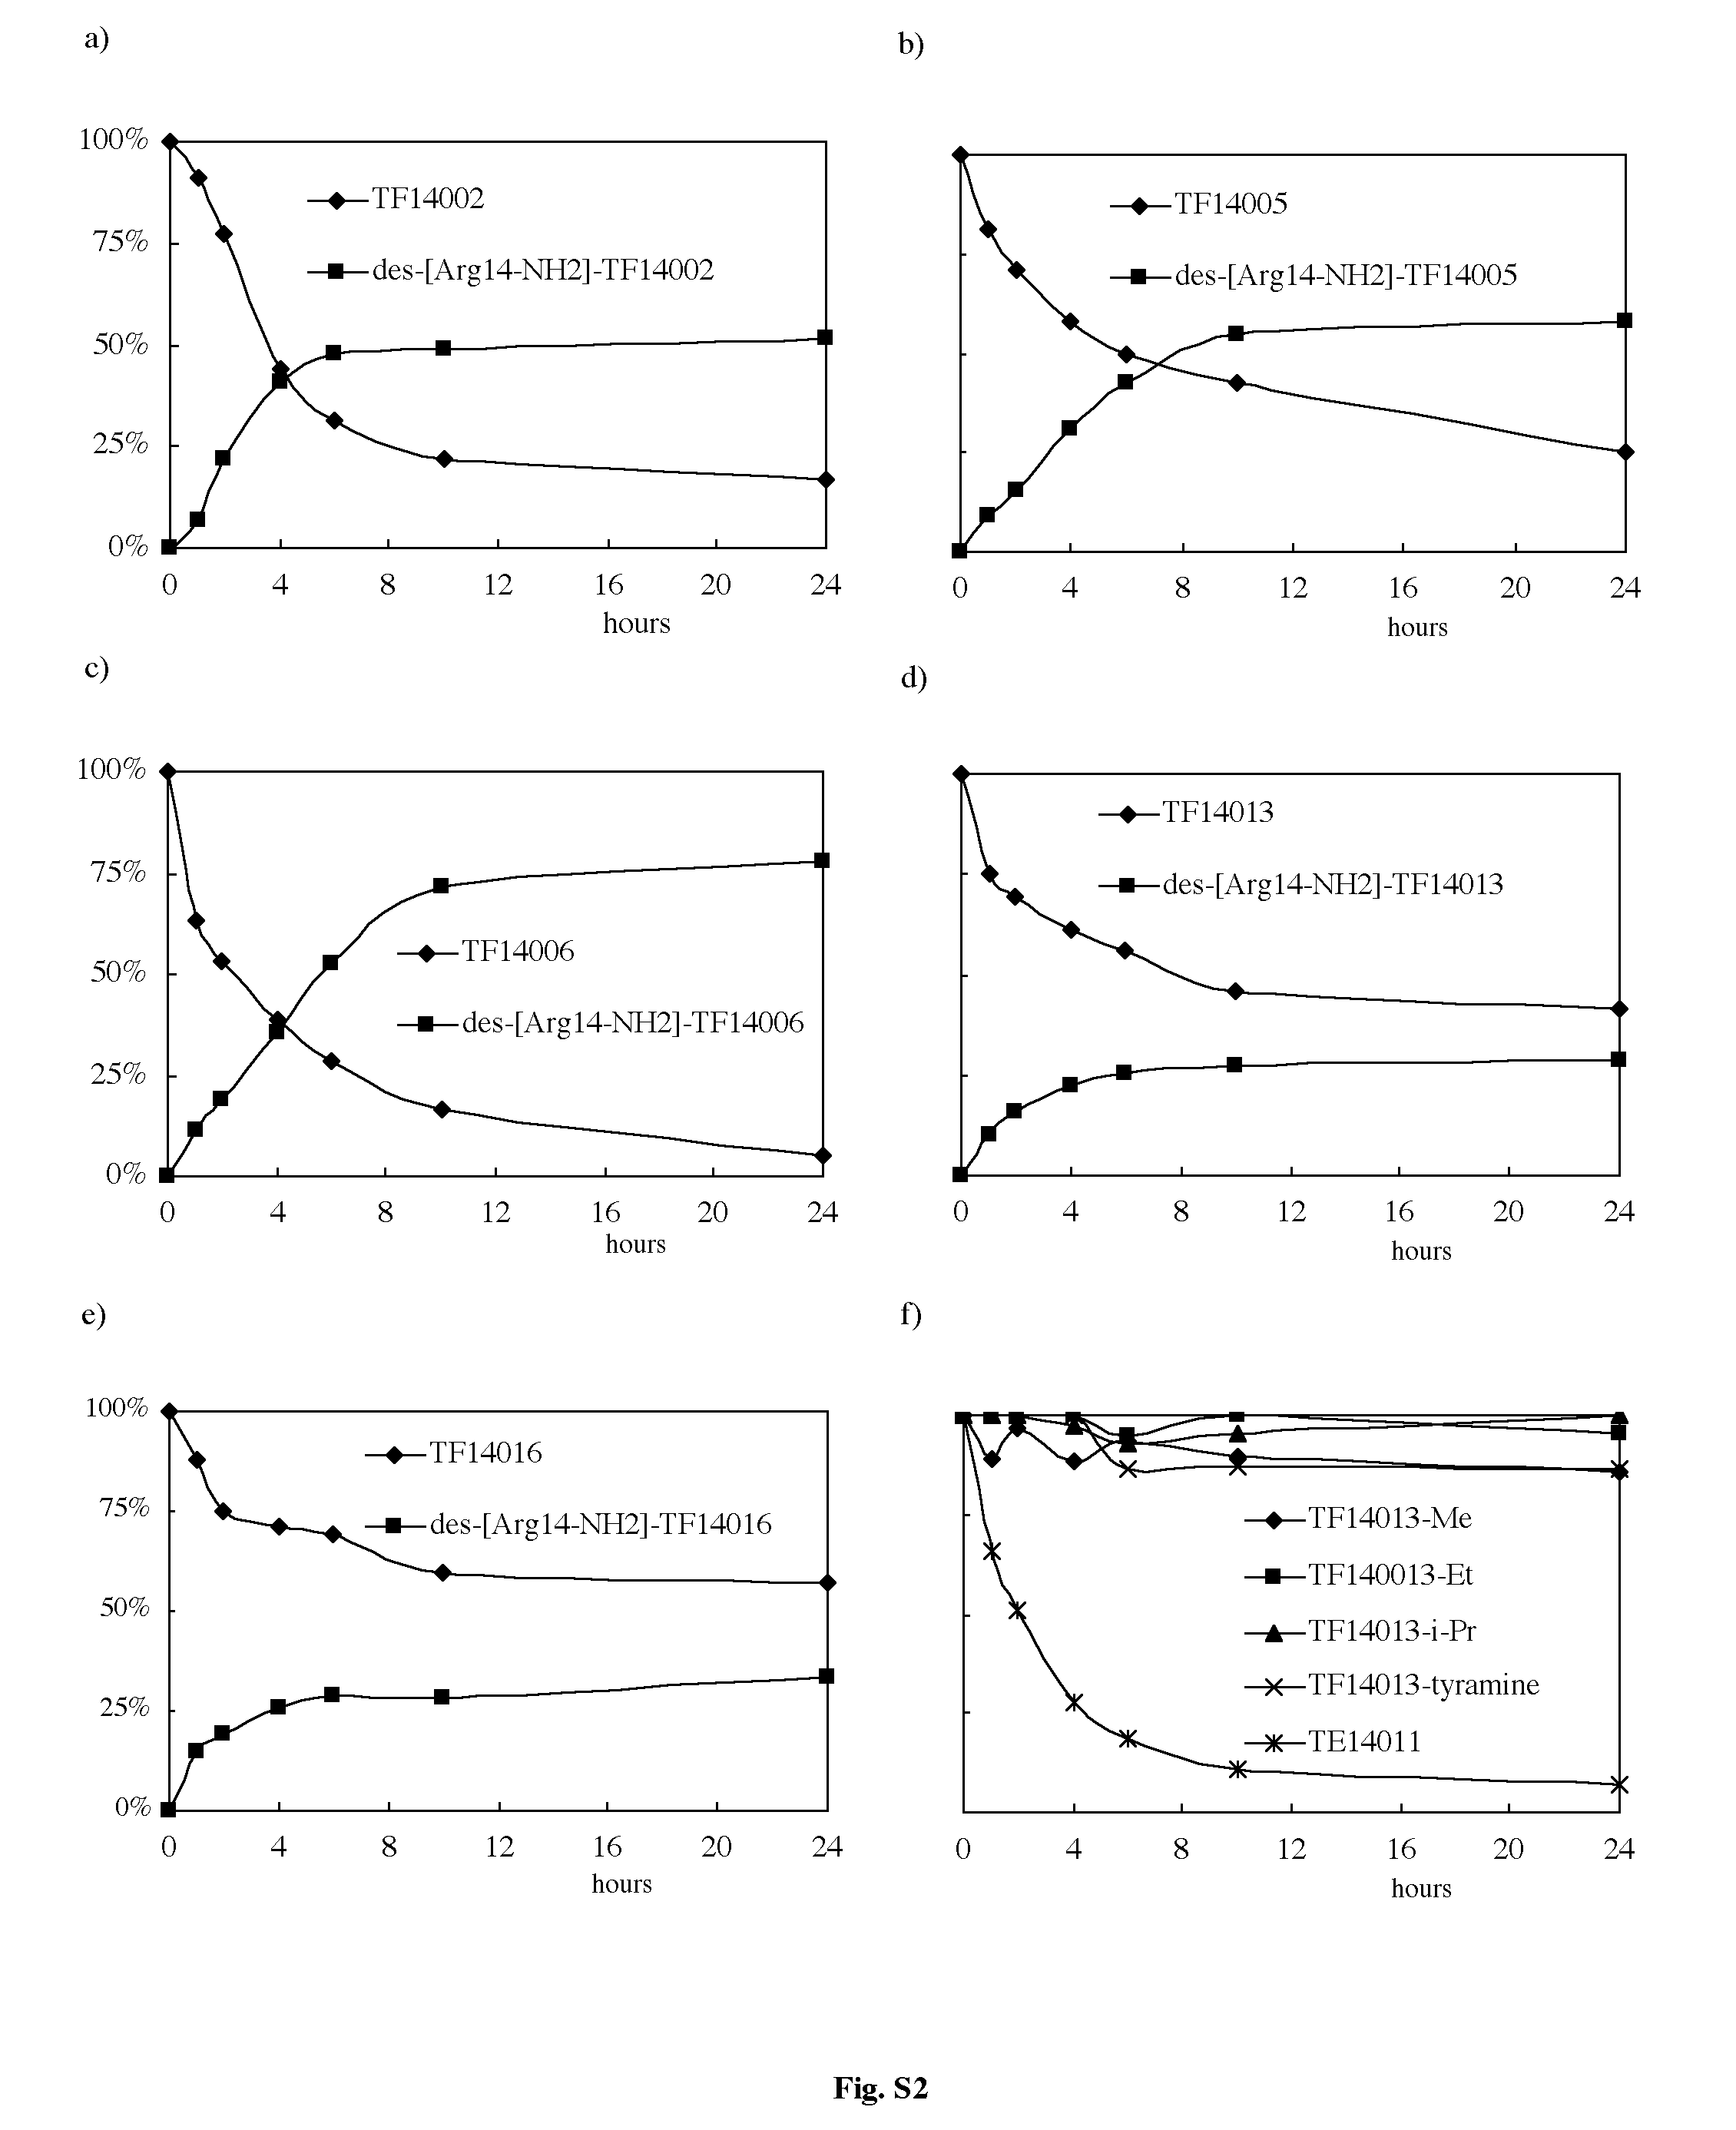 a)
100%
75%
50%
25%
0%
TF14002
des-[Arg14-NH2]-TF14002
0 4 8 12 16 20 24
hours
b)
TF14005
des-[Arg14-NH2]-TF14005
0 4 8 12 16 20 24
hours
c)
100%
75%
50%
25%
0%
TF14006
des-[Arg14-NH2]-TF14006
0 4 8 12 16 20 24
hours
d)
TF14013
des-[Arg14-NH2]-TF14013
0 4 8 12 16 20 24
hours
e)
100%
75%
50%
25%
0%
TF14016
des-[Arg14-NH2]-TF14016
0 4 8 12 16 20 24
hours
f)
TF14013-Me
TF140013-Et
TF14013-i-Pr
TF14013-tyramine
TE14011
0 4 8 12 16 20 24
hours
Fig. S2